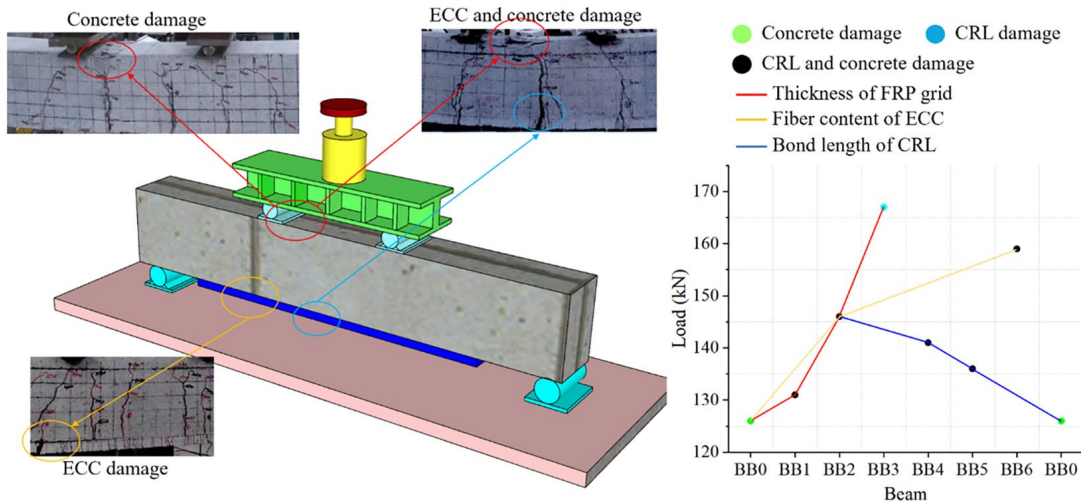 Concrete damage
ECC and concrete damage
ECC damage
Concrete damage
CRL damage
CRL and concrete damage
Thickness of FRP grid
Fiber content of ECC
Bond length of CRL
Load (kN)
170
160
150
140
130
120
BB0 BB1 BB2 BB3 BB4 BB5 BB6 BB0
Beam